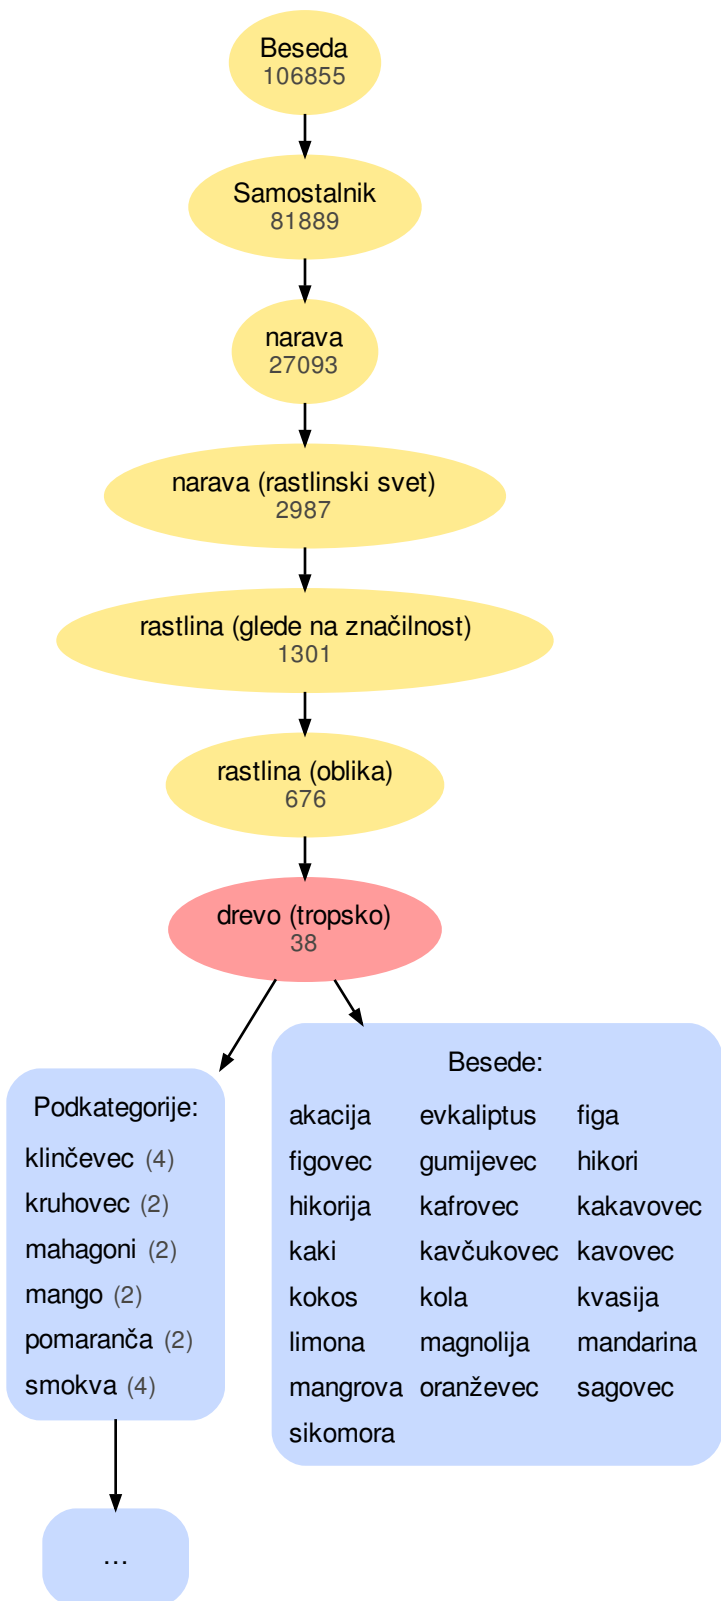 Beseda
106855
Samostalnik
81889
narava
27093
narava (rastlinski svet)
2987
rastlina (glede na značilnost)
1301
rastlina (oblika)
676
drevo (tropsko)
38
Podkategorije:
klinčevec (4)
kruhovec (2)
mahagoni (2)
mango (2)
pomaranča (2)
smokva (4)
...
Besede:
akacija evkaliptus figa
figovec gumijevec hikori
hikorija kafrovec kakavovec
kaki kavčukovec kavovec
kokos kola kvasija
limona magnolija mandarina
mangrova oranževec sagovec
sikomora